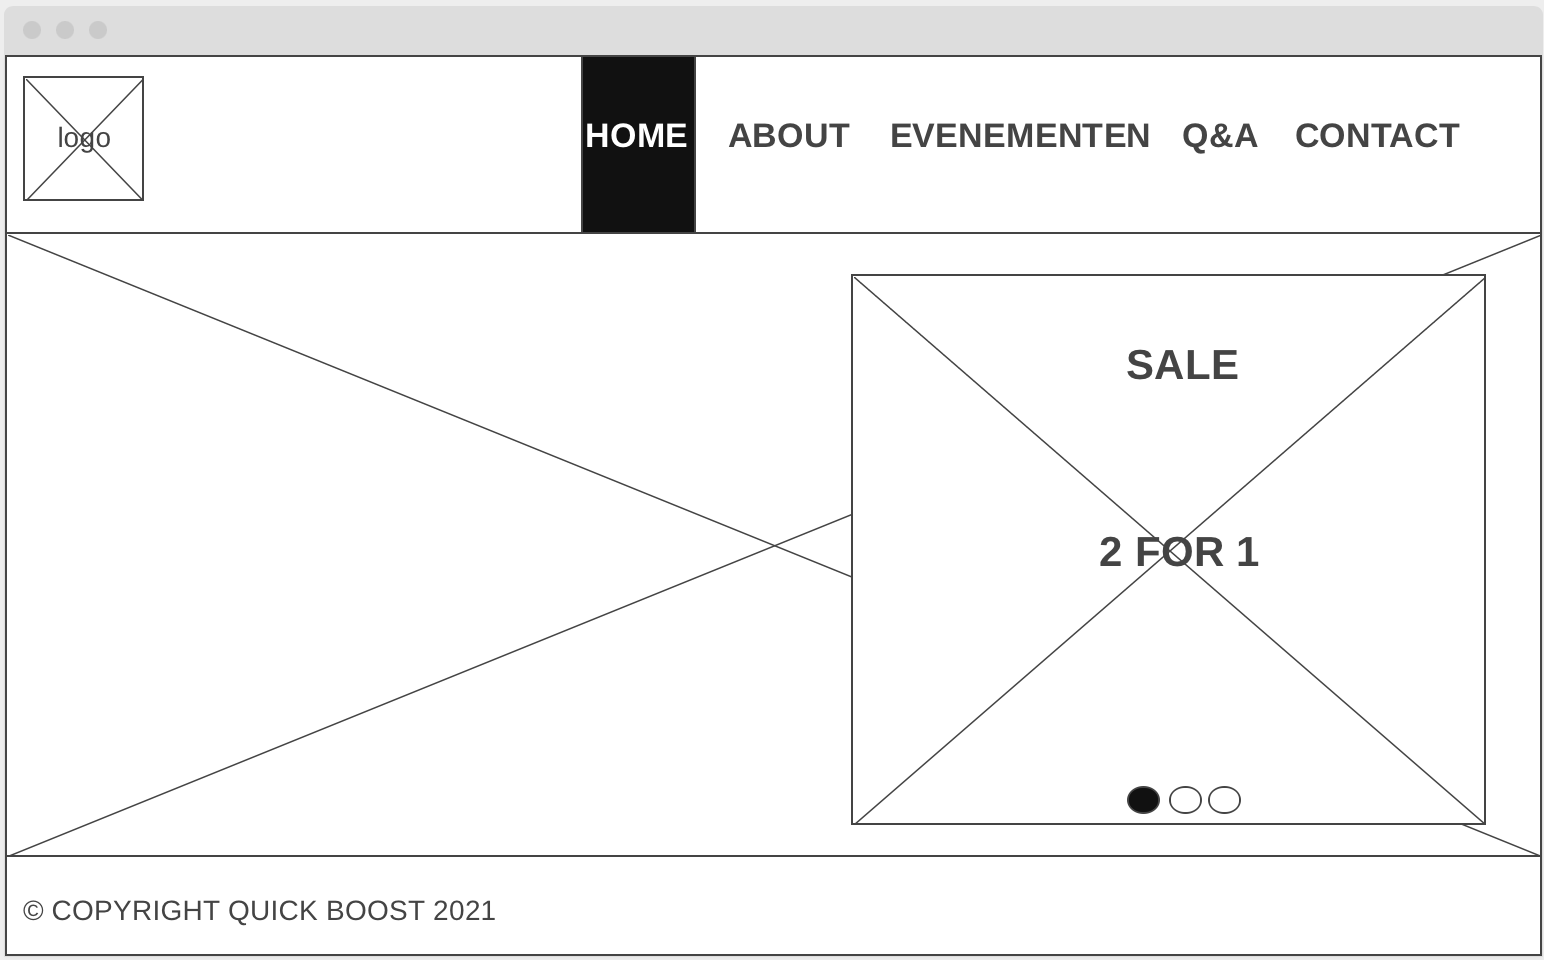 logo
HOME ABOUT EVENEMENTEN Q&A CONTACT
SALE
2 FOR 1
© COPYRIGHT QUICK BOOST 2021